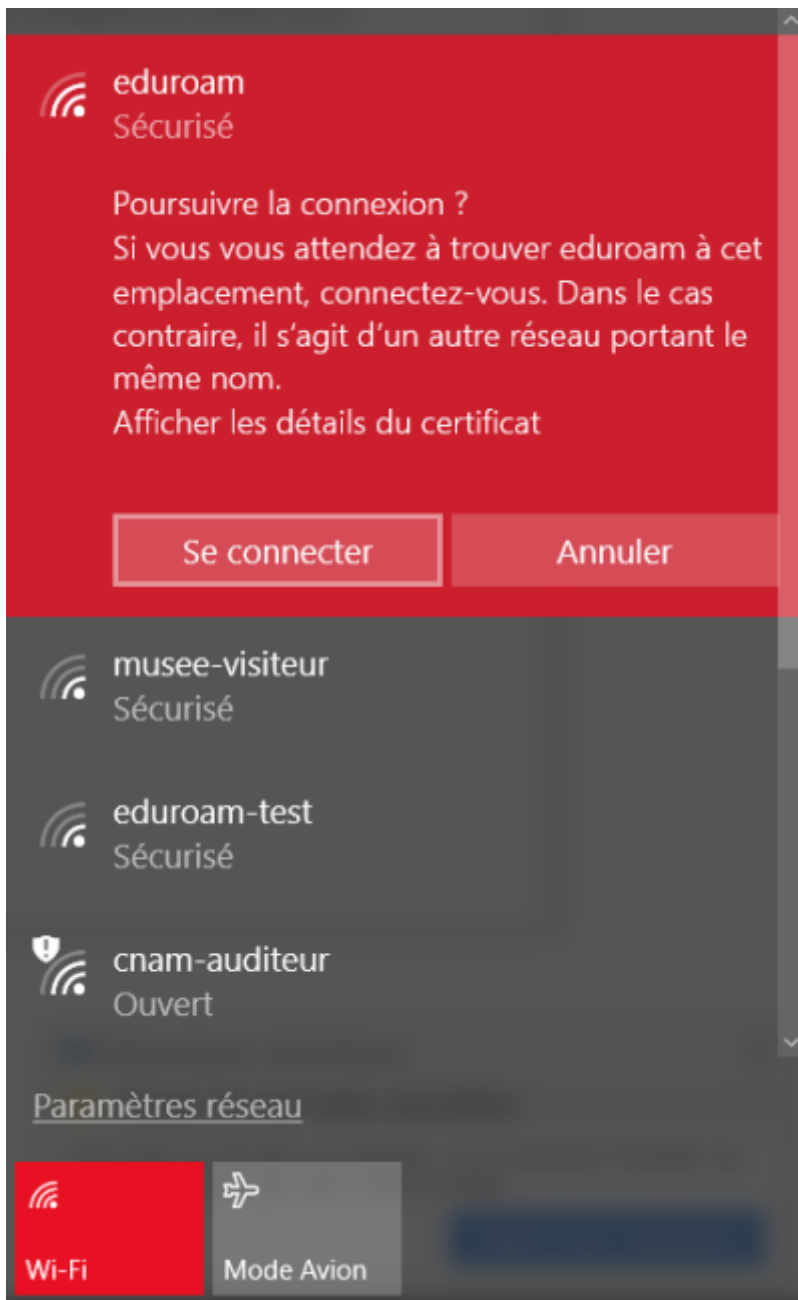 eduroam
Sécurisé
Poursuivre la connexion ?
Si vous vous attendez à trouver eduroam à cet
emplacement, connectez-vous. Dans le cas
contraire, il s’agit d’un autre réseau portant le
même nom.
Afficher les détails du certificat
Se connecter
Annuler
musee-visiteur
Sécurisé
eduroam-test
Sécurisé
cnam-auditeur
Ouvert
Paramètres réseau
Wi-Fi
Mode Avion